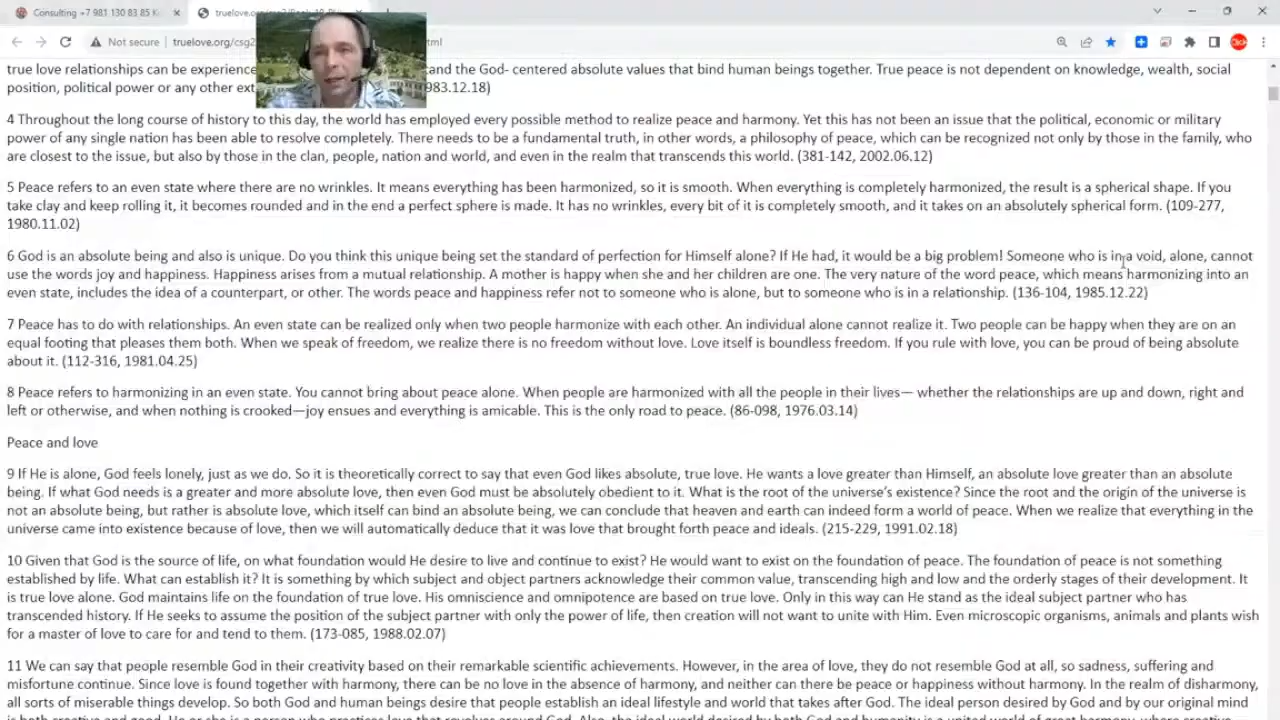 Consulting +7 981 130 83 85 K
truelove.org/csg2/Book-10-P
Not secure | truelove.org/csg2 tml
true love relationships can be experience and the God- centered absolute values that bind human beings together. True peace is not dependent on knowledge, wealth, social
position, political power or any other ext 983.12.18)
4 Throughout the long course of history to this day, the world has employed every possible method to realize peace and harmony. Yet this has not been an issue that the political, economic or military
power of any single nation has been able to resolve completely. There needs to be a fundamental truth, in other words, a philosophy of peace, which can be recognized not only by those in the family, who
are closest to the issue, but also by those in the clan, people, nation and world, and even in the realm that transcends this world. (381-142, 2002.06.12)
5 Peace refers to an even state where there are no wrinkles. It means everything has been harmonized, so it is smooth. When everything is completely harmonized, the result is a spherical shape. If you
take clay and keep rolling it, it becomes rounded and in the end a perfect sphere is made. It has no wrinkles, every bit of it is completely smooth, and it takes on an absolutely spherical form. (109-277,
1980.11.02)
6 God is an absolute being and also is unique. Do you think this unique being set the standard of perfection for Himself alone? If He had, it would be a big problem! Someone who is in a void, alone, cannot
use the words joy and happiness. Happiness arises from a mutual relationship. A mother is happy when she and her children are one. The very nature of the word peace, which means harmonizing into an
even state, includes the idea of a counterpart, or other. The words peace and happiness refer not to someone who is alone, but to someone who is in a relationship. (136-104, 1985.12.22)
7 Peace has to do with relationships. An even state can be realized only when two people harmonize with each other. An individual alone cannot realize it. Two people can be happy when they are on an
equal footing that pleases them both. When we speak of freedom, we realize there is no freedom without love. Love itself is boundless freedom. If you rule with love, you can be proud of being absolute
about it. (112-316, 1981.04.25)
8 Peace refers to harmonizing in an even state. You cannot bring about peace alone. When people are harmonized with all the people in their lives— whether the relationships are up and down, right and
left or otherwise, and when nothing is crooked—joy ensues and everything is amicable. This is the only road to peace. (86-098, 1976.03.14)
Peace and love
9 If He is alone, God feels lonely, just as we do. So it is theoretically correct to say that even God likes absolute, true love. He wants a love greater than Himself, an absolute love greater than an absolute
being. If what God needs is a greater and more absolute love, then even God must be absolutely obedient to it. What is the root of the universe's existence? Since the root and the origin of the universe is
not an absolute being, but rather is absolute love, which itself can bind an absolute being, we can conclude that heaven and earth can indeed form a world of peace. When we realize that everything in the
universe came into existence because of love, then we will automatically deduce that it was love that brought forth peace and ideals. (215-229, 1991.02.18)
10 Given that God is the source of life, on what foundation would He desire to live and continue to exist? He would want to exist on the foundation of peace. The foundation of peace is not something
established by life. What can establish it? It is something by which subject and object partners acknowledge their common value, transcending high and low and the orderly stages of their development. It
is true love alone. God maintains life on the foundation of true love. His omniscience and omnipotence are based on true love. Only in this way can He stand as the ideal subject partner who has
transcended history. If He seeks to assume the position of the subject partner with only the power of life, then creation will not want to unite with Him. Even microscopic organisms, animals and plants wish
for a master of love to care for and tend to them. (173-085, 1988.02.07)
11 We can say that people resemble God in their creativity based on their remarkable scientific achievements. However, in the area of love, they do not resemble God at all, so sadness, suffering and
misfortune continue. Since love is found together with harmony, there can be no love in the absence of harmony, and neither can there be peace or happiness without harmony. In the realm of disharmony,
all sorts of miserable things develop. So both God and human beings desire that people establish an ideal lifestyle and world that takes after God. The ideal person desired by God and by our original mind